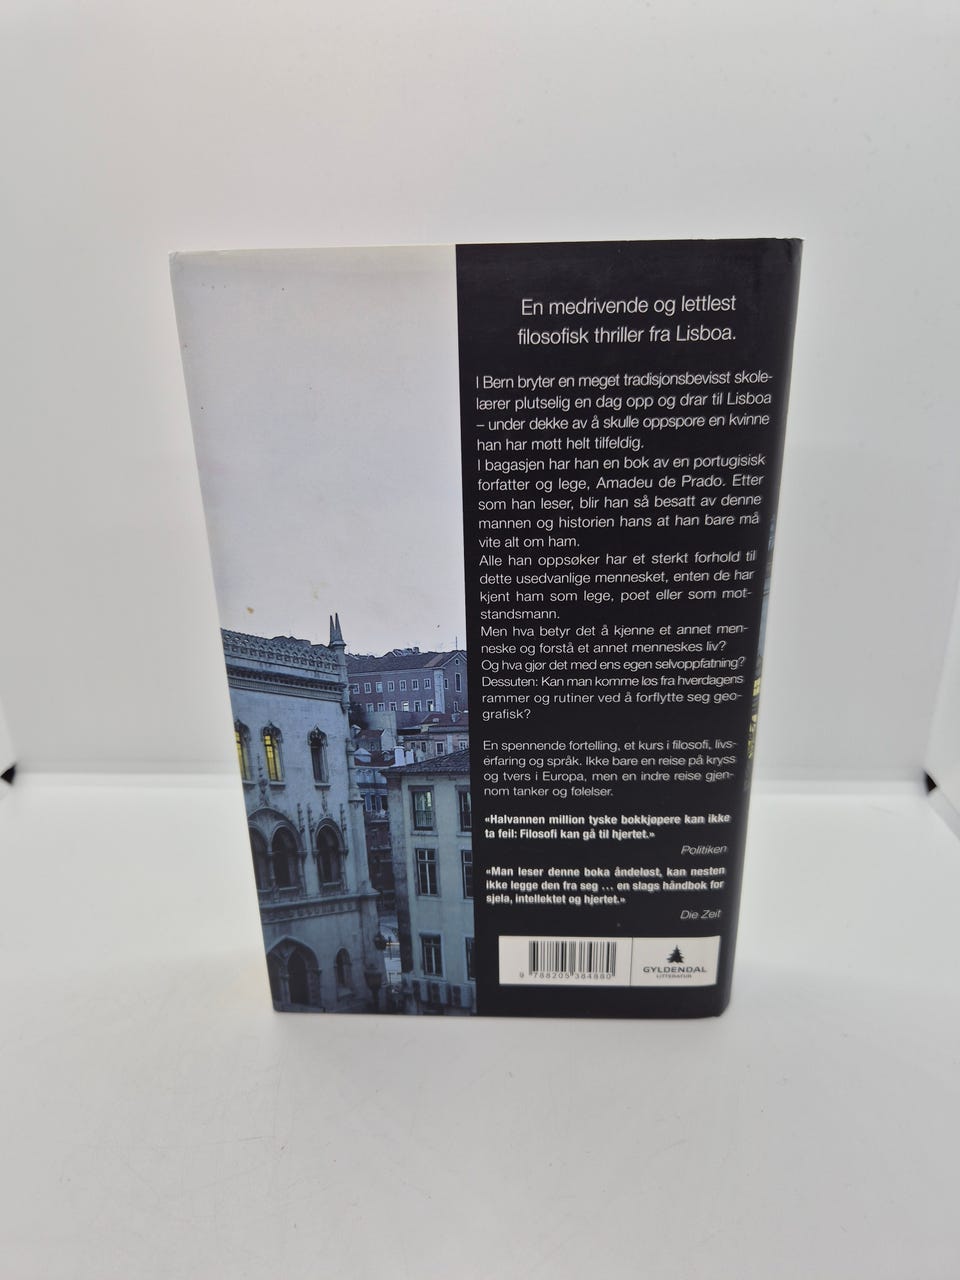 En medrivende og lettlest
filosofisk thriller fra Lisboa.
I Bern bryter en meget tradisjonsbevisst skole-
lærer plutselig en dag opp og drar til Lisboa
– under dekke av å skulle oppspore en kvinne
han har møtt helt tilfeldig.
I bagasjen har han en bok av en portugisisk
forfatter og lege, Amadeu de Prado. Etter
som han leser, blir han så besatt av denne
mannen og historien hans at han bare må
vite alt om ham.
Alle han oppsøker har et sterkt forhold til
dette usedvanlige mennesket, enten de har
kjent ham som lege, poet eller som mot-
standsmann.
Men hva betyr det å kjenne et annet men-
neske og forstå et annet menneskes liv?
Og hva gjør det med ens egen selvoppfatning?
Dessuten: Kan man komme løs fra hverdagens
rammer og rutiner ved å forflytte seg geo-
grafisk?
En spennende fortelling, et kurs i filosofi, livs-
erfaring og språk. Ikke bare en reise på kryss
og tvers i Europa, men en indre reise gjen-
nom tanker og følelser.
«Halvannen million tyske bokkjøpere kan ikke
ta feil: Filosofi kan gå til hjertet.»
Politiken
«Man leser denne boka åndeløst, kan nesten
ikke legge den fra seg ... en slags håndbok for
sjela, intellektet og hjertet.»
Die Zeit
9 788205 384880
GYLDENDAL
LITTERATUR